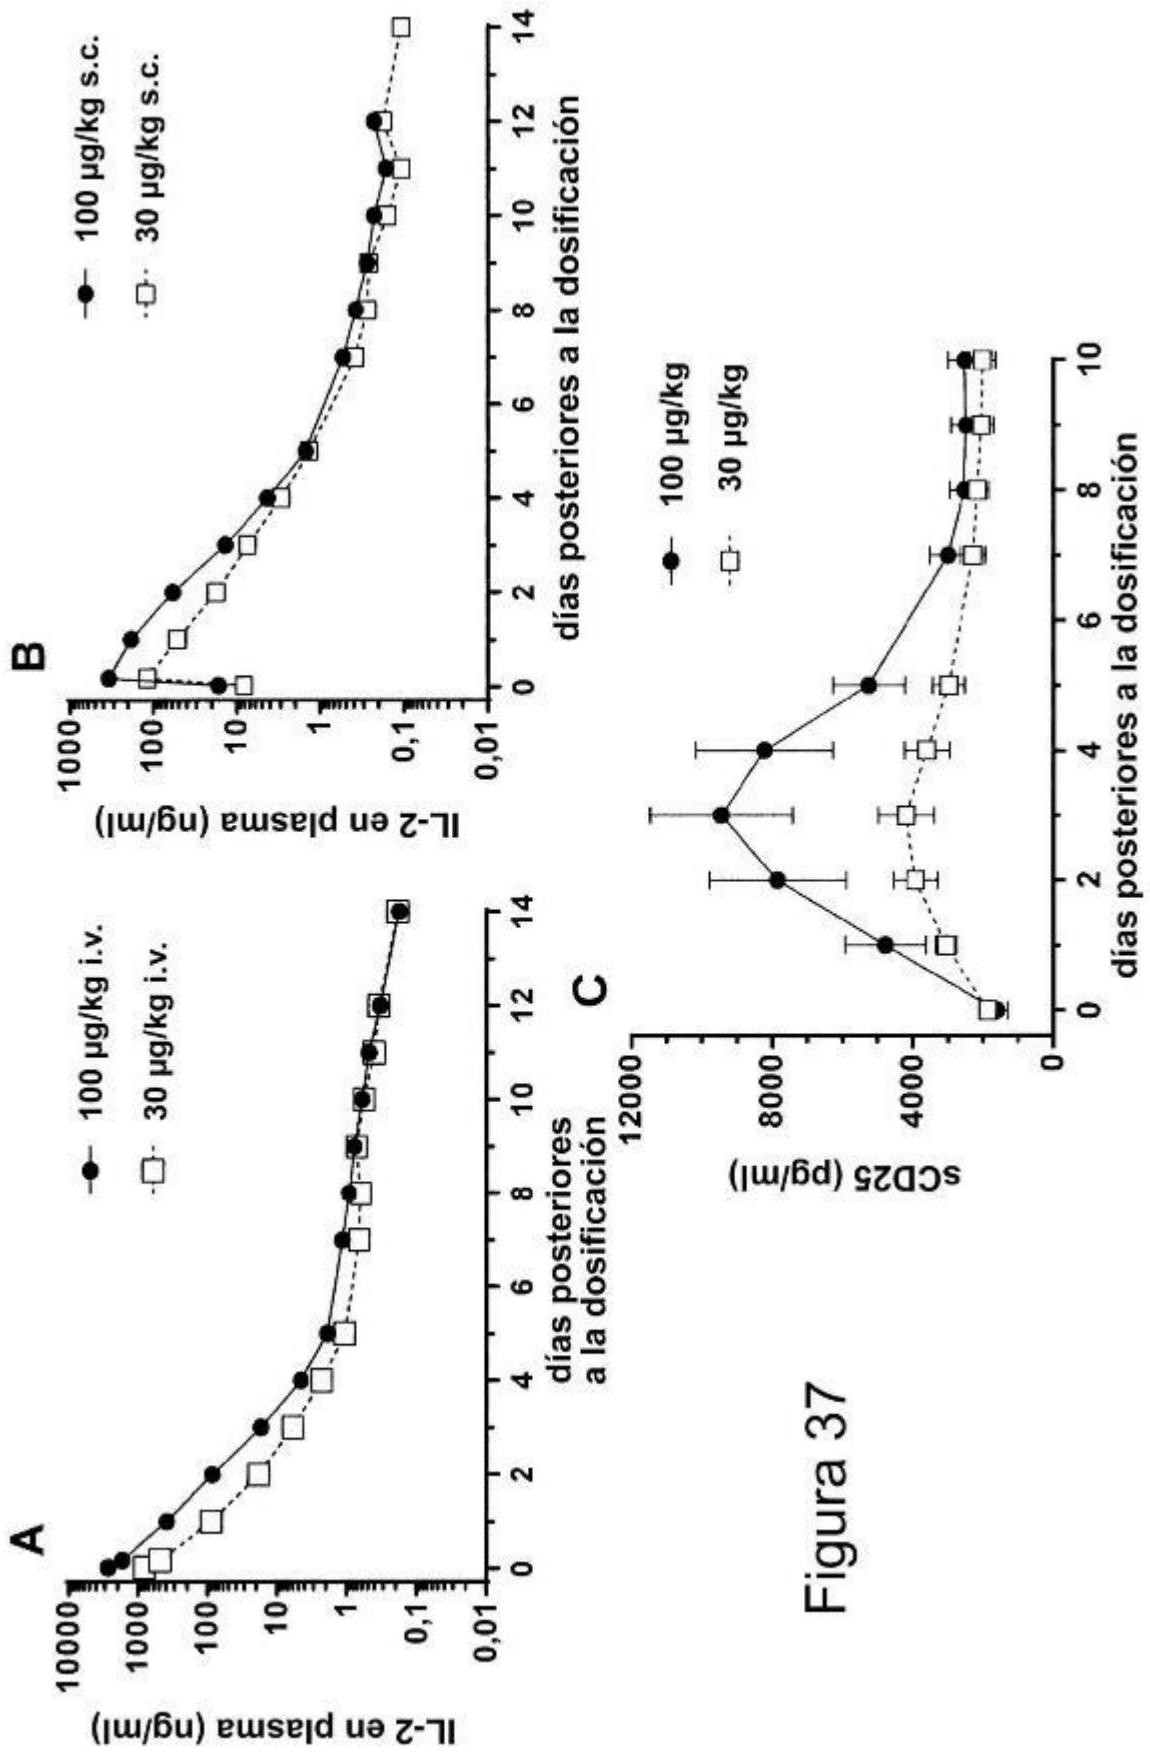 A
100 µg/kg i.v.
30 µg/kg i.v.
IL-2 en plasma (ng/ml)
10000
1000
100
10
1
0,1
0,01
0 2 4 6 8 10 12 14
días posteriores
a la dosificación
B
100 µg/kg s.c.
30 µg/kg s.c.
IL-2 en plasma (ng/ml)
1000
100
10
1
0,1
0,01
0 2 4 6 8 10 12 14
días posteriores a la dosificación
C
100 µg/kg
30 µg/kg
sCD25 (pg/ml)
12000
8000
4000
0
0 2 4 6 8 10
días posteriores a la dosificación
Figura 37